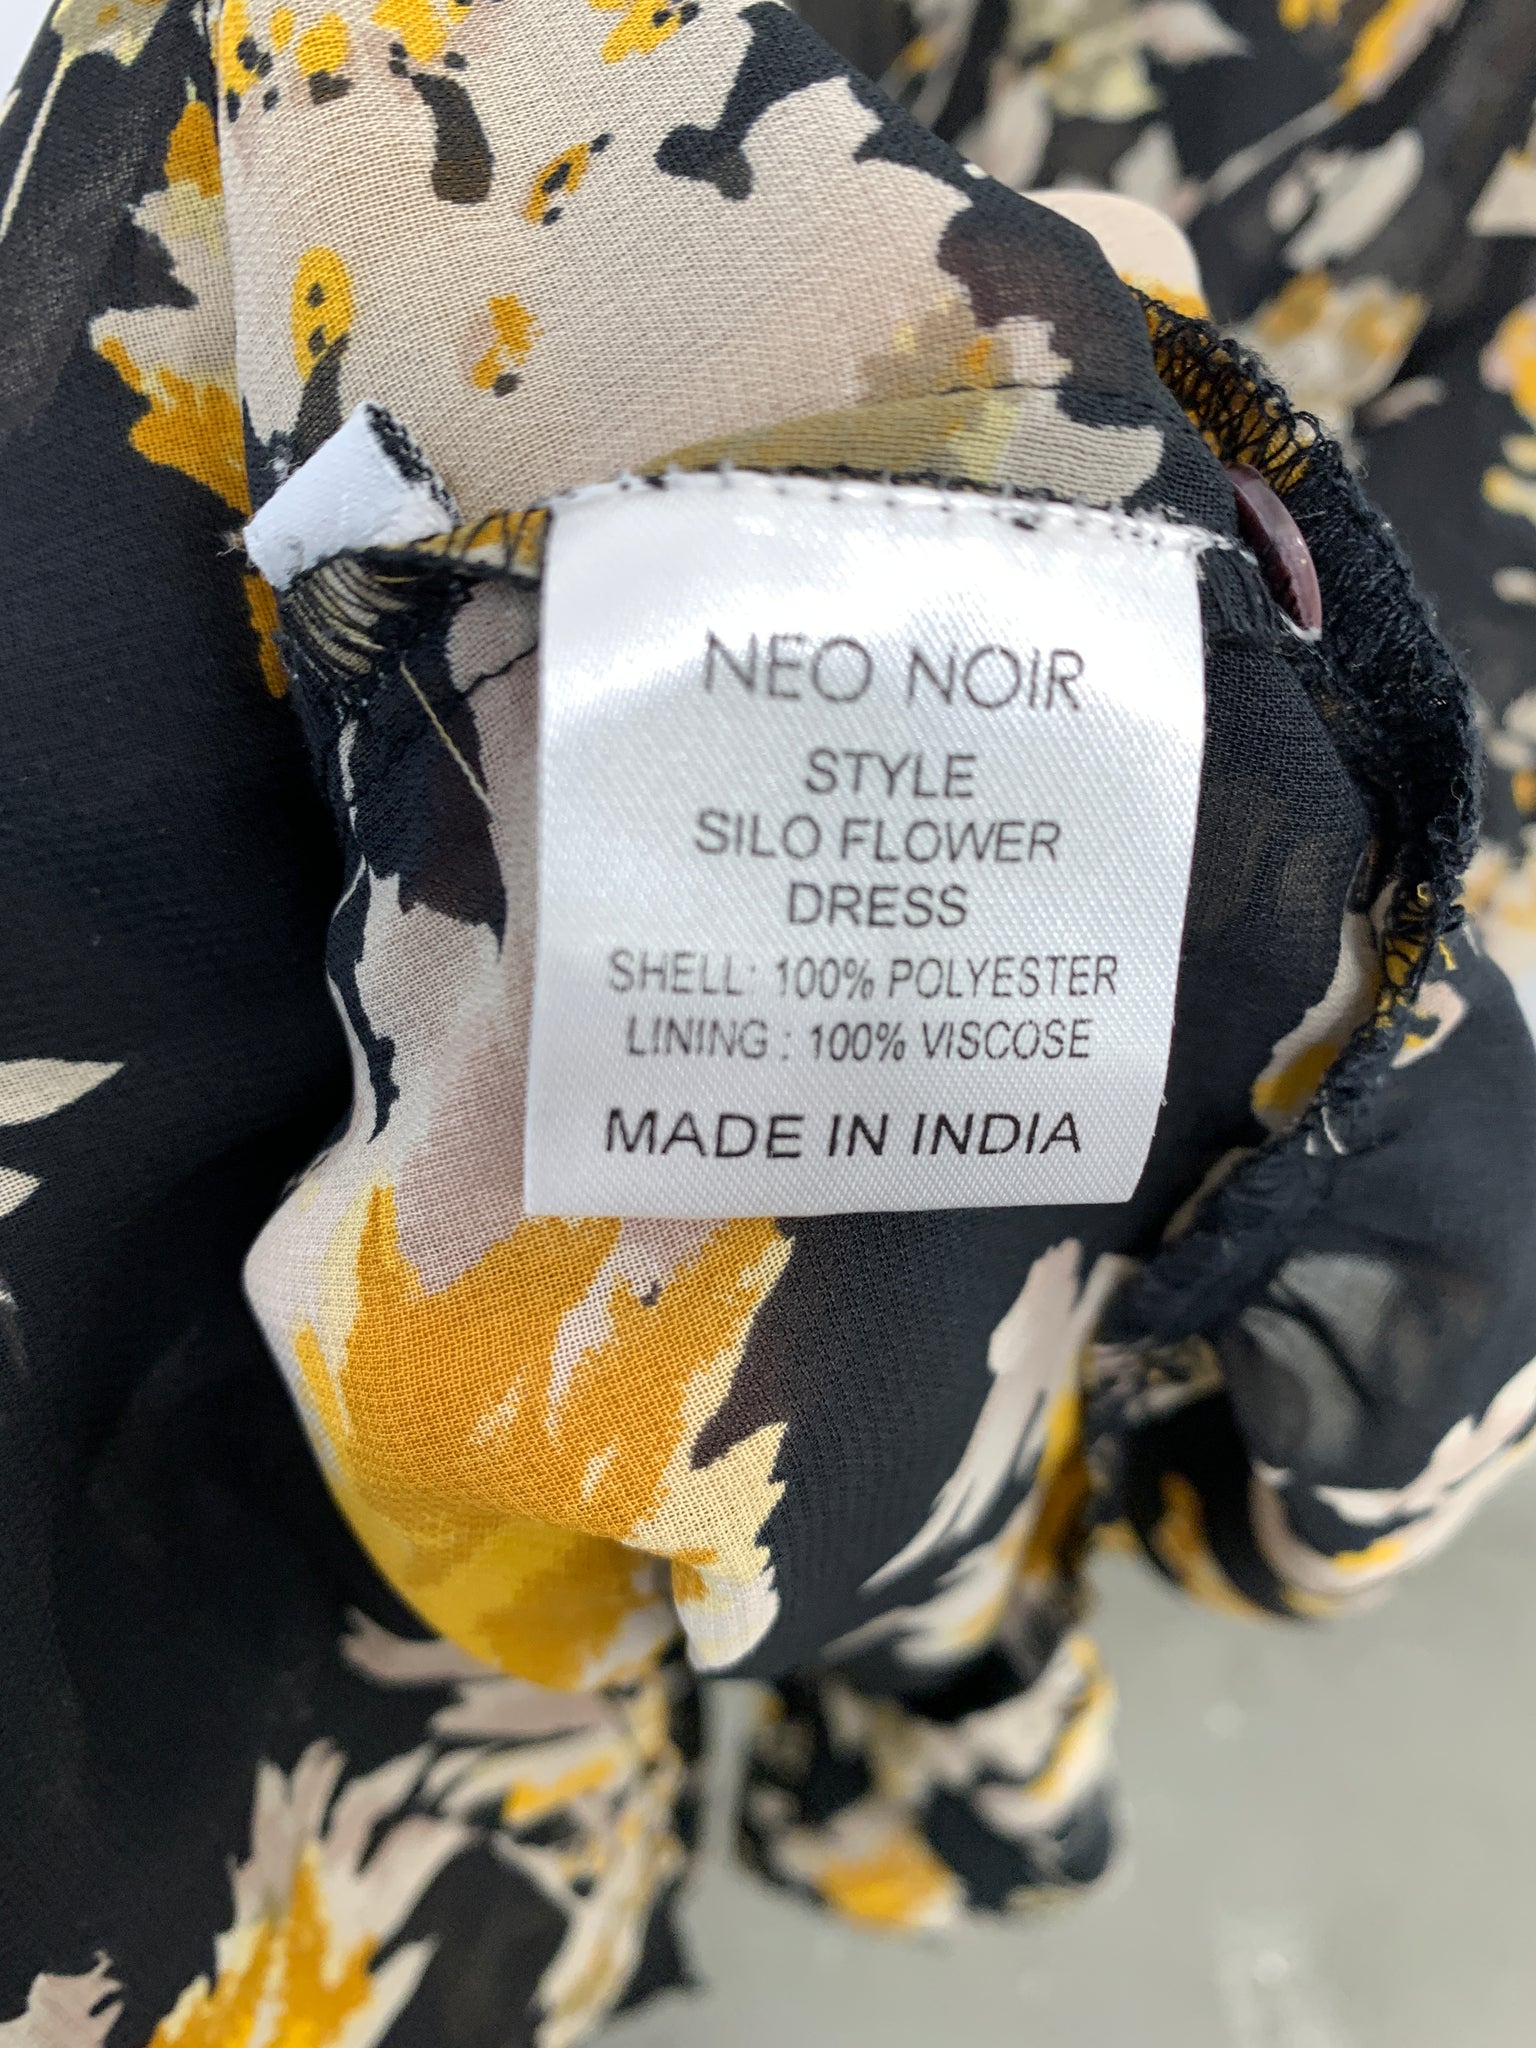 NEO NOIR
STYLE
SILO FLOWER
DRESS
SHELL: 100% POLYESTER
LINING : 100% VISCOSE
MADE IN INDIA